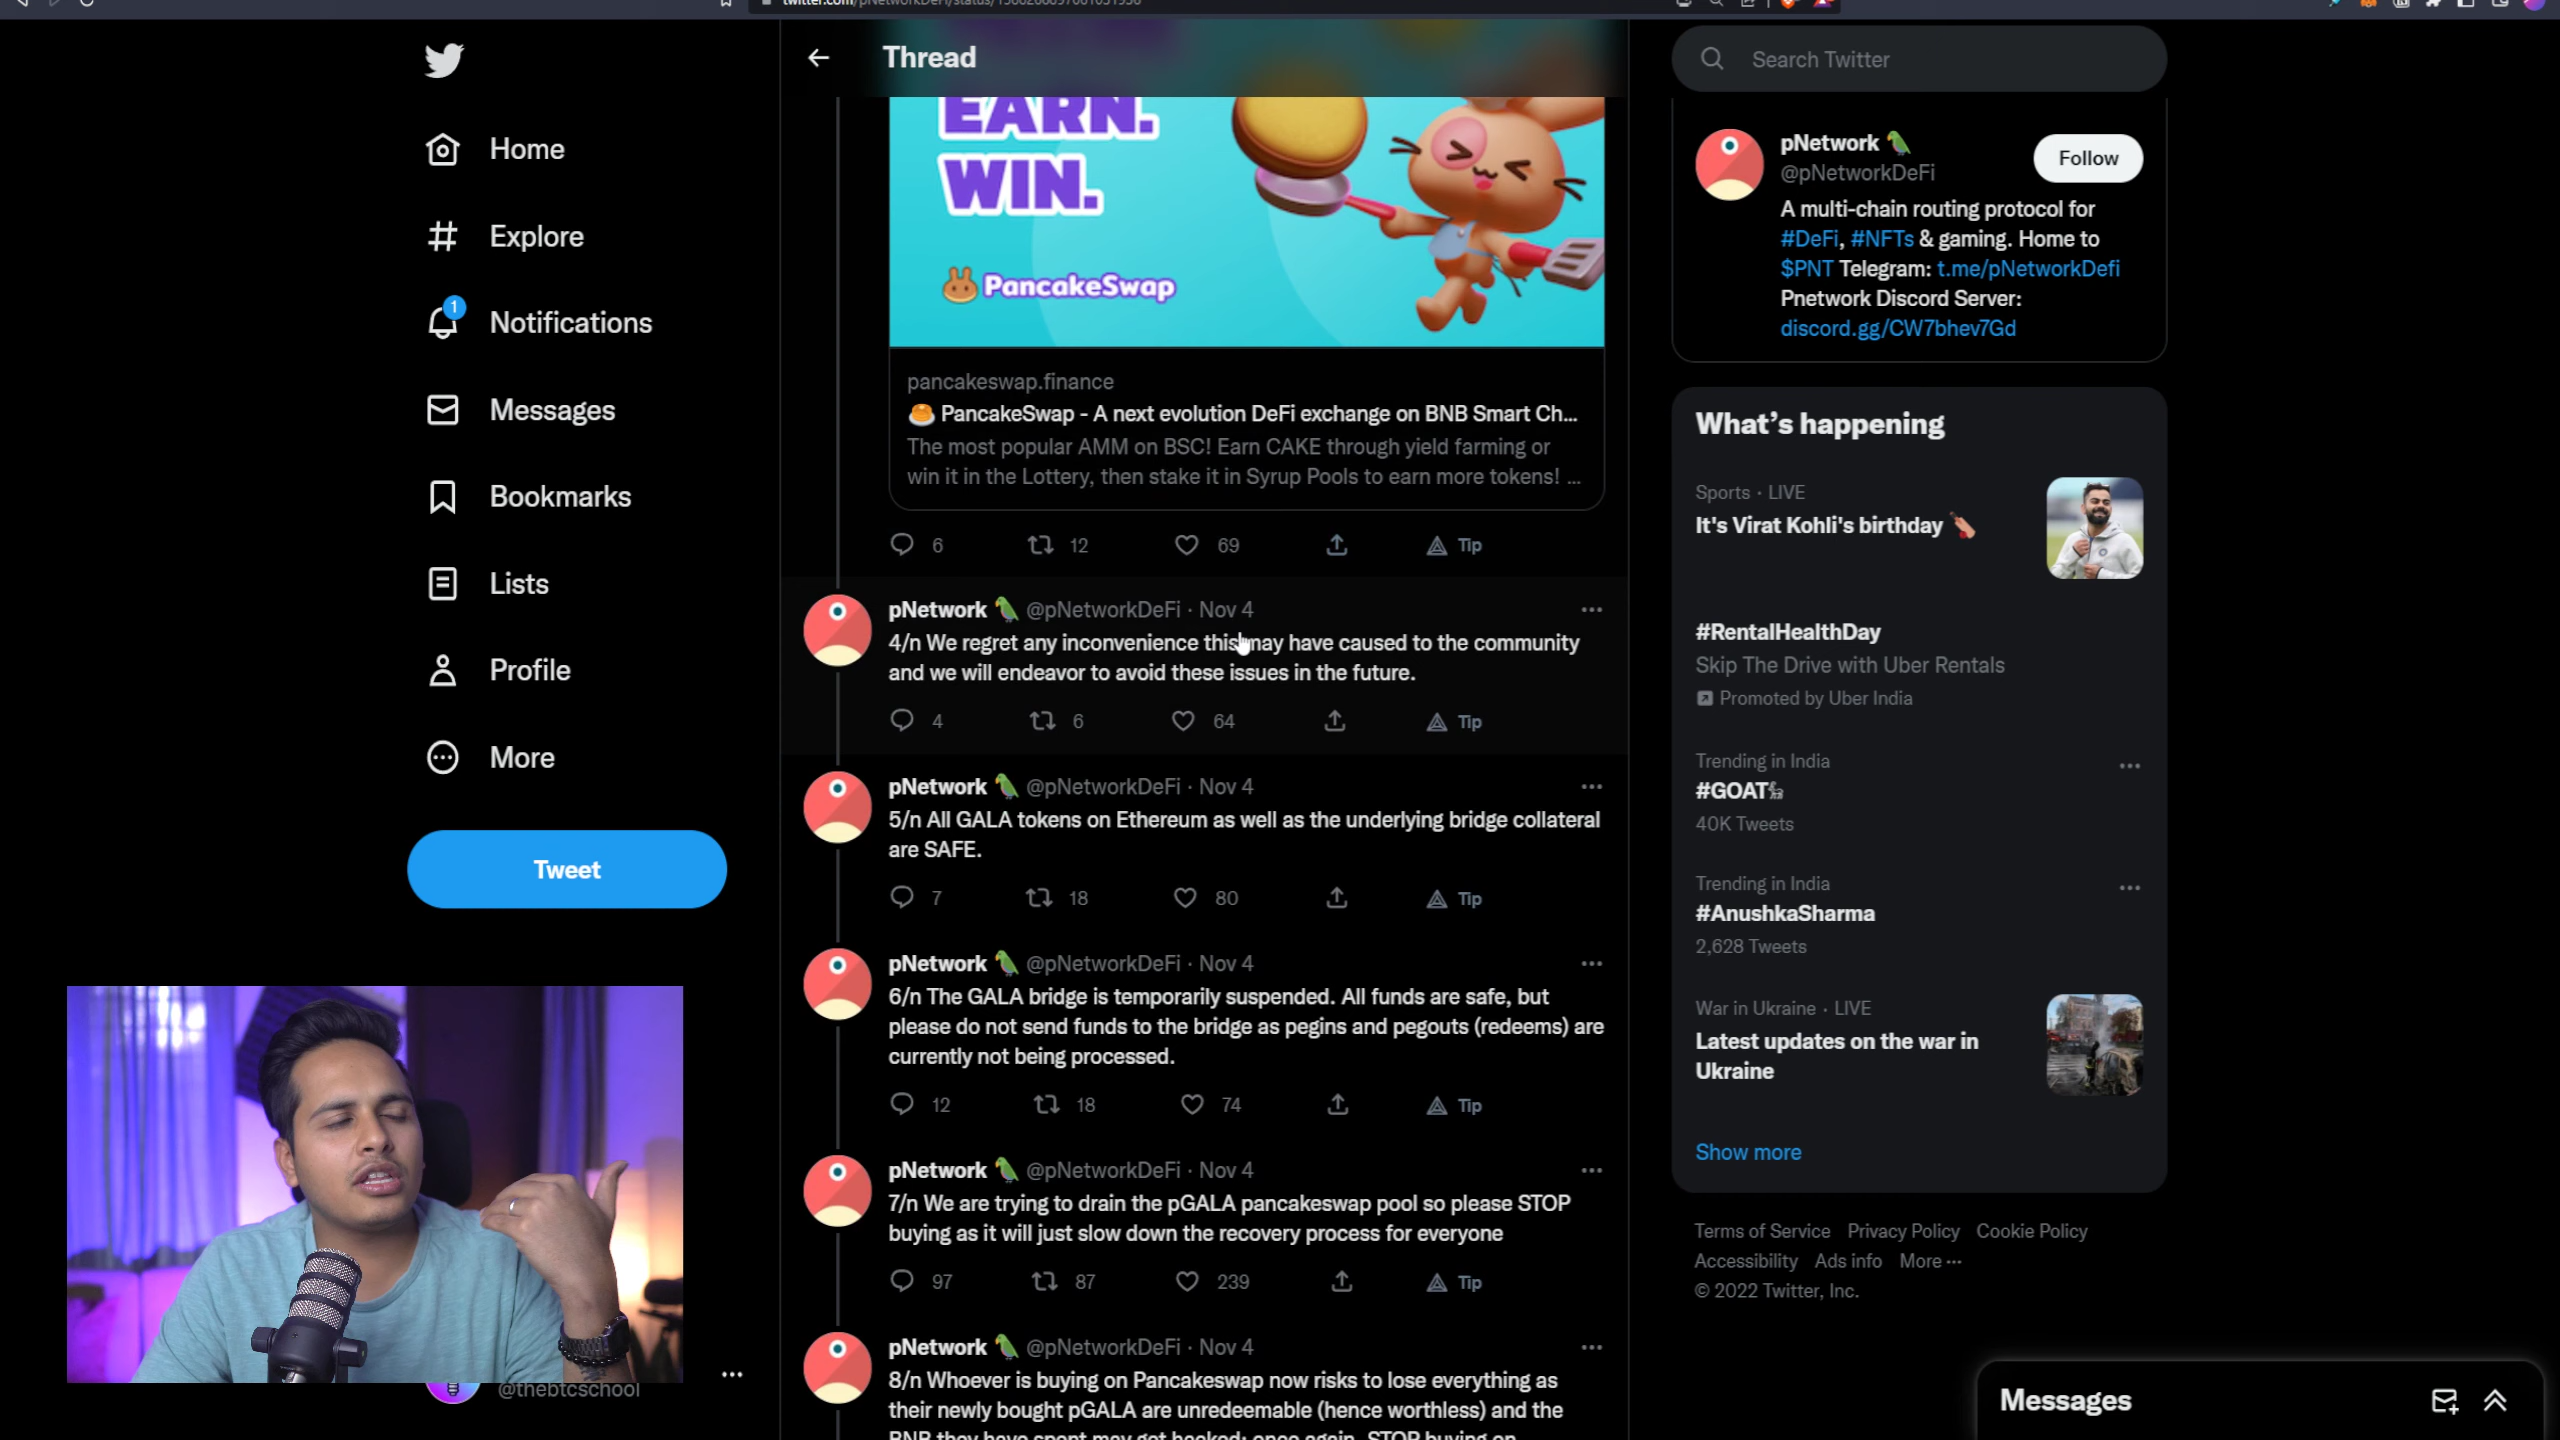 Home
Explore
1
Notifications
Messages
Bookmarks
Lists
Profile
More
Tweet
@thebtcschool
Thread
EARN.
WIN.
PancakeSwap
pancakeswap.finance
PancakeSwap - A next evolution DeFi exchange on BNB Smart Ch...
The most popular AMM on BSC! Earn CAKE through yield farming or
win it in the Lottery, then stake it in Syrup Pools to earn more tokens! ...
6 12 69 Tip
pNetwork @pNetworkDeFi · Nov 4
4/n We regret any inconvenience this may have caused to the community
and we will endeavor to avoid these issues in the future.
4 6 64 Tip
pNetwork @pNetworkDeFi · Nov 4
5/n All GALA tokens on Ethereum as well as the underlying bridge collateral
are SAFE.
7 18 80 Tip
pNetwork @pNetworkDeFi · Nov 4
6/n The GALA bridge is temporarily suspended. All funds are safe, but
please do not send funds to the bridge as pegins and pegouts (redeems) are
currently not being processed.
12 18 74 Tip
pNetwork @pNetworkDeFi · Nov 4
7/n We are trying to drain the pGALA pancakeswap pool so please STOP
buying as it will just slow down the recovery process for everyone
97 87 239 Tip
pNetwork @pNetworkDeFi · Nov 4
8/n Whoever is buying on Pancakeswap now risks to lose everything as
their newly bought pGALA are unredeemable (hence worthless) and the
BNB they have spent may get hacked; once again, STOP buying on
Search Twitter
pNetwork
@pNetworkDeFi
Follow
A multi-chain routing protocol for
#DeFi, #NFTs & gaming. Home to
$PNT Telegram: t.me/pNetworkDefi
Pnetwork Discord Server:
discord.gg/CW7bhev7Gd
What's happening
Sports · LIVE
It's Virat Kohli's birthday
#RentalHealthDay
Skip The Drive with Uber Rentals
Promoted by Uber India
Trending in India
#GOAT
40K Tweets
Trending in India
#AnushkaSharma
2,628 Tweets
War in Ukraine · LIVE
Latest updates on the war in
Ukraine
Show more
Terms of Service Privacy Policy Cookie Policy
Accessibility Ads info More ···
© 2022 Twitter, Inc.
Messages